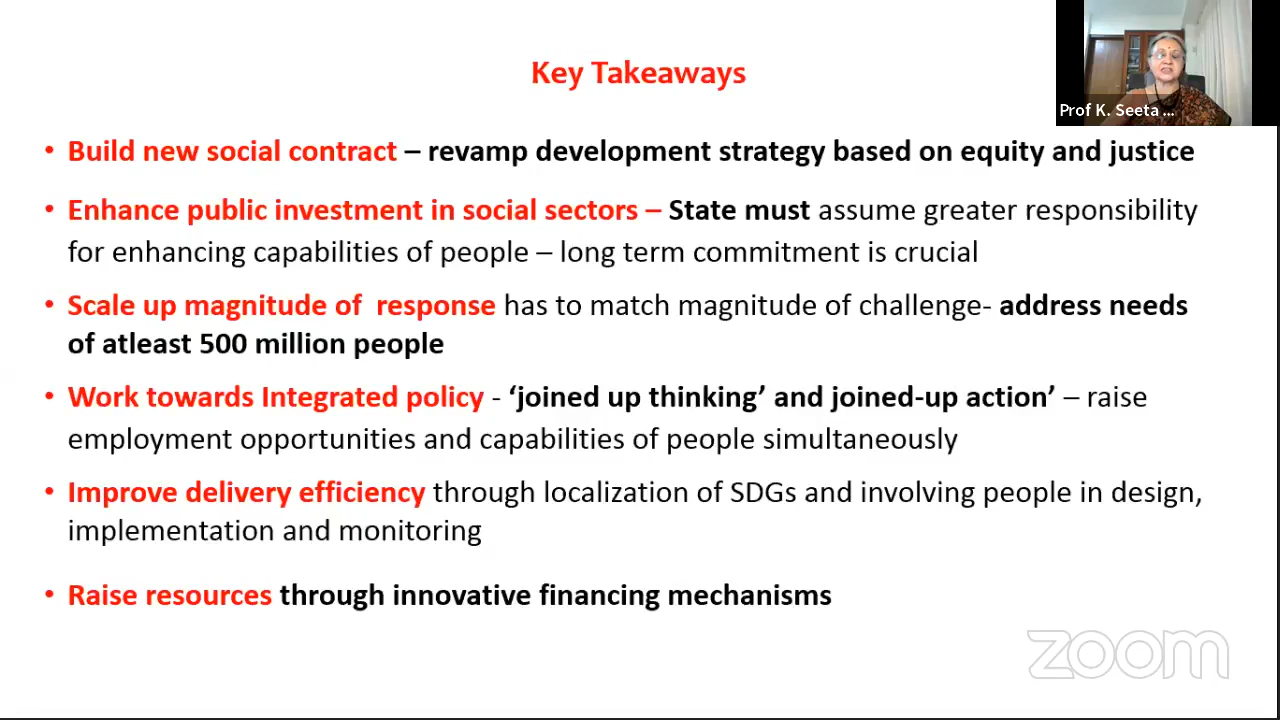 Key Takeaways
Prof K. Seeta ...
• Build new social contract – revamp development strategy based on equity and justice
• Enhance public investment in social sectors – State must assume greater responsibility
for enhancing capabilities of people – long term commitment is crucial
• Scale up magnitude of  response has to match magnitude of challenge- address needs
of atleast 500 million people
• Work towards Integrated policy - ‘joined up thinking’ and joined-up action’ – raise
employment opportunities and capabilities of people simultaneously
• Improve delivery efficiency through localization of SDGs and involving people in design,
implementation and monitoring
• Raise resources through innovative financing mechanisms
zoom